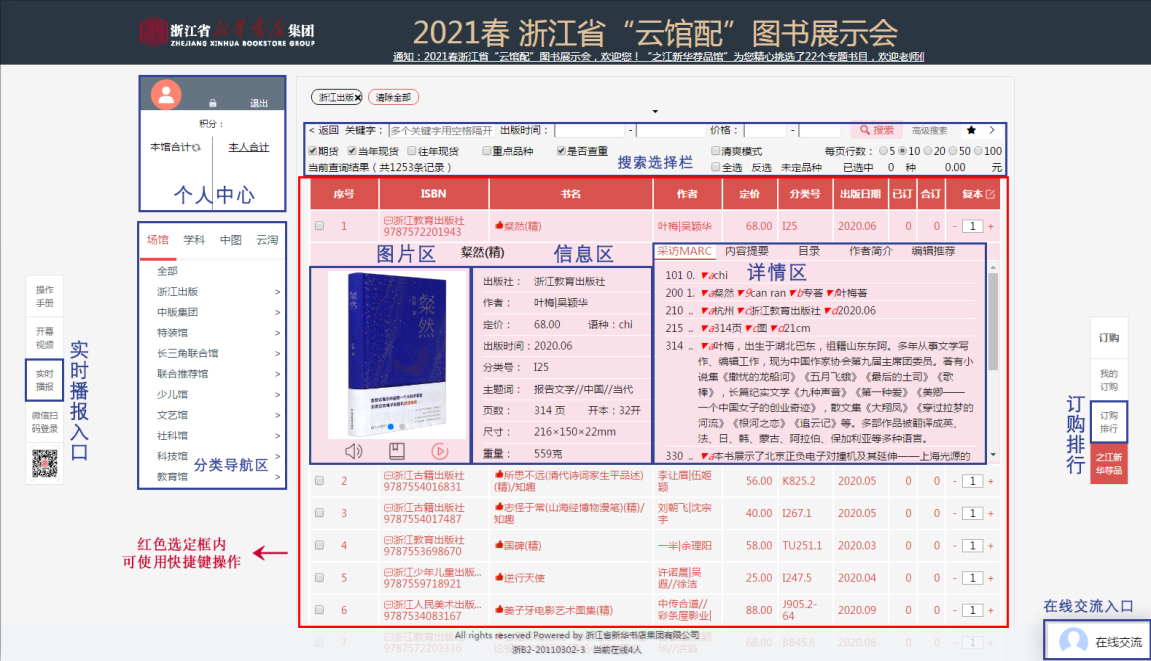 浙江省新华书店集团
ZHEJIANG XINHUA BOOKSTORE GROUP
2021春 浙江省“云馆配”图书展示会
通知：2021春浙江省“云馆配”图书展示会，欢迎您！“之江新华荐品馆”为您精心挑选了22个专题书目，欢迎老师们
退出
积分：
本馆合计 本人合计
个人中心
场馆 学科 中图 云淘
全部
浙江出版 >
中版集团 >
特装馆 >
长三角联合馆 >
联合推荐馆 >
少儿馆 >
文艺馆 >
社科馆 >
科技馆 >
教育馆 >
分类导航区
操作
手册
开幕
视频
实时
播报
微信扫
码登录
实时播报入口
红色选定框内
可使用快捷键操作
浙江出版✖ 清除全部
< 返回 关键字： 多个关键字用空格隔开 出版时间： - 价格： - 搜索 高级搜索 ★ >
期货 当年现货 往年现货 重点品种 是否查重 清爽模式 每页行数： 5 10 20 50 100
搜索选择栏
当前查询结果（共1253条记录） 全选 反选 未定品种 已选中 0 种 0.00 元
序号 ISBN 书名 作者 定价 分类号 出版日期 已订 合订 复本
1 浙江教育出版社 9787572201943 粲然(精) 叶梅|吴颖华 68.00 I25 2020.06 0 0 - 1 +
图片区 粲然(精) 信息区
粲然
出版社： 浙江教育出版社
作者： 叶梅|吴颖华
定价： 68.00 语种：chi
出版时间：2020.06
分类号： I25
主题词： 报告文学//中国//当代
页数： 314 页 开本：32开
尺寸： 216×150×22mm
重量： 559克
采访MARC 内容提要 目录 作者简介 编辑推荐
详情区
101 0. ▼achi
200 1. ▼a粲然 ▼9can ran ▼b专著 ▼f叶梅著
210 .. ▼a杭州 ▼c浙江教育出版社 ▼d2020.06
215 .. ▼a314页 ▼c图 ▼d21cm
314 .. ▼a叶梅，出生于湖北巴东，祖籍山东东阿。多年从事文学写
作、编辑工作，现为中国作家协会第九届主席团委员。著有小
说集《撒忧的龙船河》《五月飞蛾》《最后的土司》《歌
棒》，长篇纪实文学《九种声音》《第一种爱》《美卿——
一个中国女子的创业奇迹》，散文集《大翔凤》《穿过拉梦的
河流》《根河之恋》《追云记》等。多部作品被翻译成英、
法、日、韩、蒙古、阿拉伯、保加利亚等多种语言。
330 .. ▼a本书展示了北京正负电子对撞机及其延伸——上海光源的
2 浙江古籍出版社 9787554016831 所思不远(清代诗词家生平品述)(精)/知趣 李让眉|伍姬颖 56.00 K825.2 2020.05 0 0 - 1 +
3 浙江古籍出版社 9787554017487 志怪于常(山海经博物漫笔)(精)/知趣 刘朝飞|沈宗宇 40.00 I267.1 2020.05 0 0 - 1 +
4 浙江教育出版社 9787553698670 国碑(精) 一半|余理阳 58.00 TU251.1 2020.03 0 0 - 1 +
5 浙江少年儿童出版... 9787559718921 逆行天使 许诺晨|吴遐//徐洁 25.00 I247.5 2020.04 0 0 - 1 +
6 浙江人民美术出版... 9787534083167 姜子牙电影艺术图集(精) 中传合道//彩条屋影业| 88.00 J905.2-64 2020.09 0 0 - 1 +
7 浙江教育出版社 9787572203336 88.00 B845.6 2020.08 0 0 - 1 +
All rights reserved Powered by 浙江省新华书店集团有限公司
浙B2-20110302-3 当前在线4人
订购
我的
订购
订购
排行
之江新
华荐品
订购排行
在线交流入口
在线交流